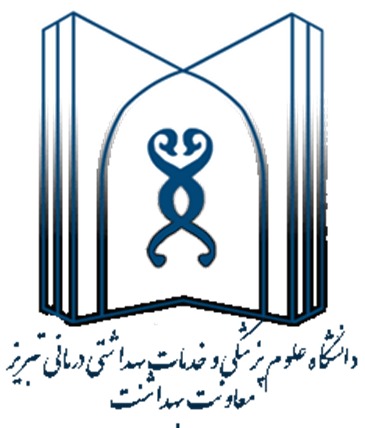 دانشگاه علوم پزشکی و خدمات بهداشتی درمانی تبریز
معاونت بهداشت